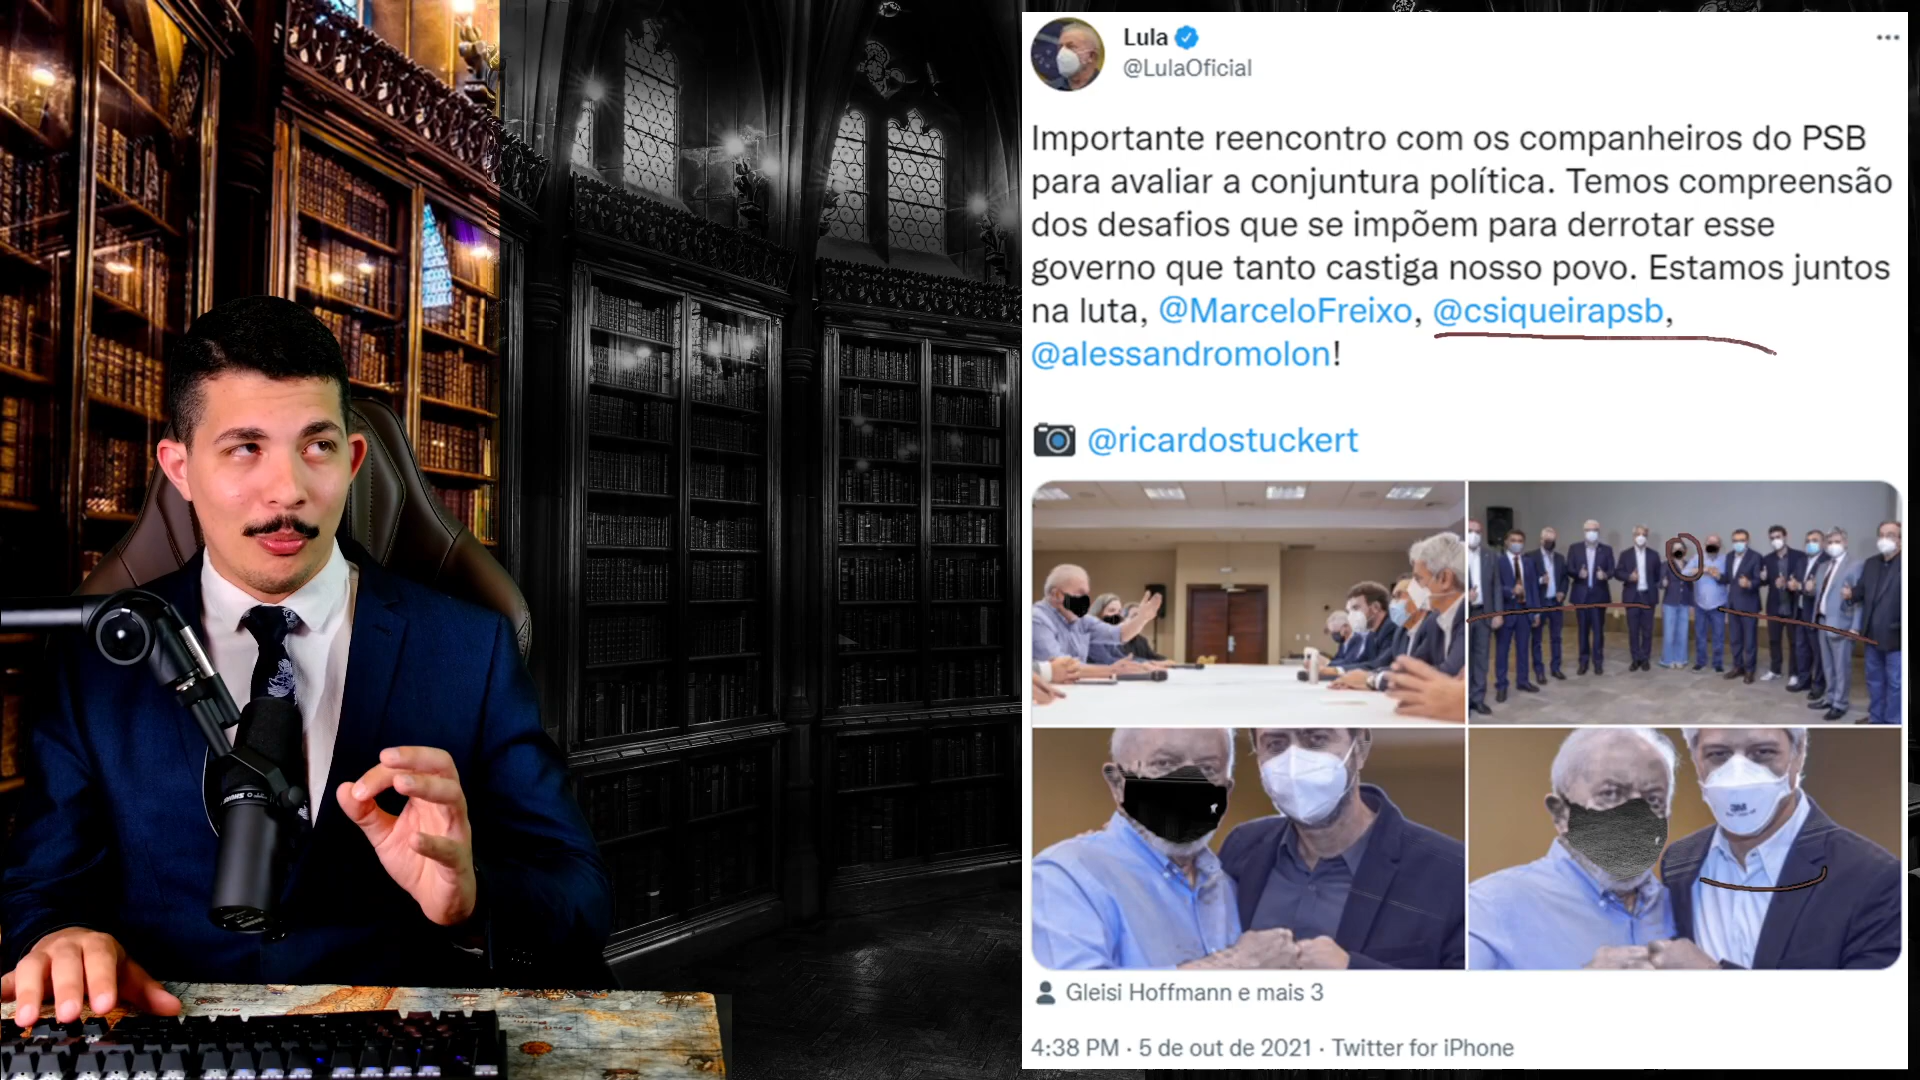 Lula
@LulaOficial
Importante reencontro com os companheiros do PSB
para avaliar a conjuntura política. Temos compreensão
dos desafios que se impõem para derrotar esse
governo que tanto castiga nosso povo. Estamos juntos
na luta, @MarceloFreixo, @csiqueirapsb,
@alessandromolon!
@ricardostuckert
3M
Gleisi Hoffmann e mais 3
4:38 PM · 5 de out de 2021 · Twitter for iPhone